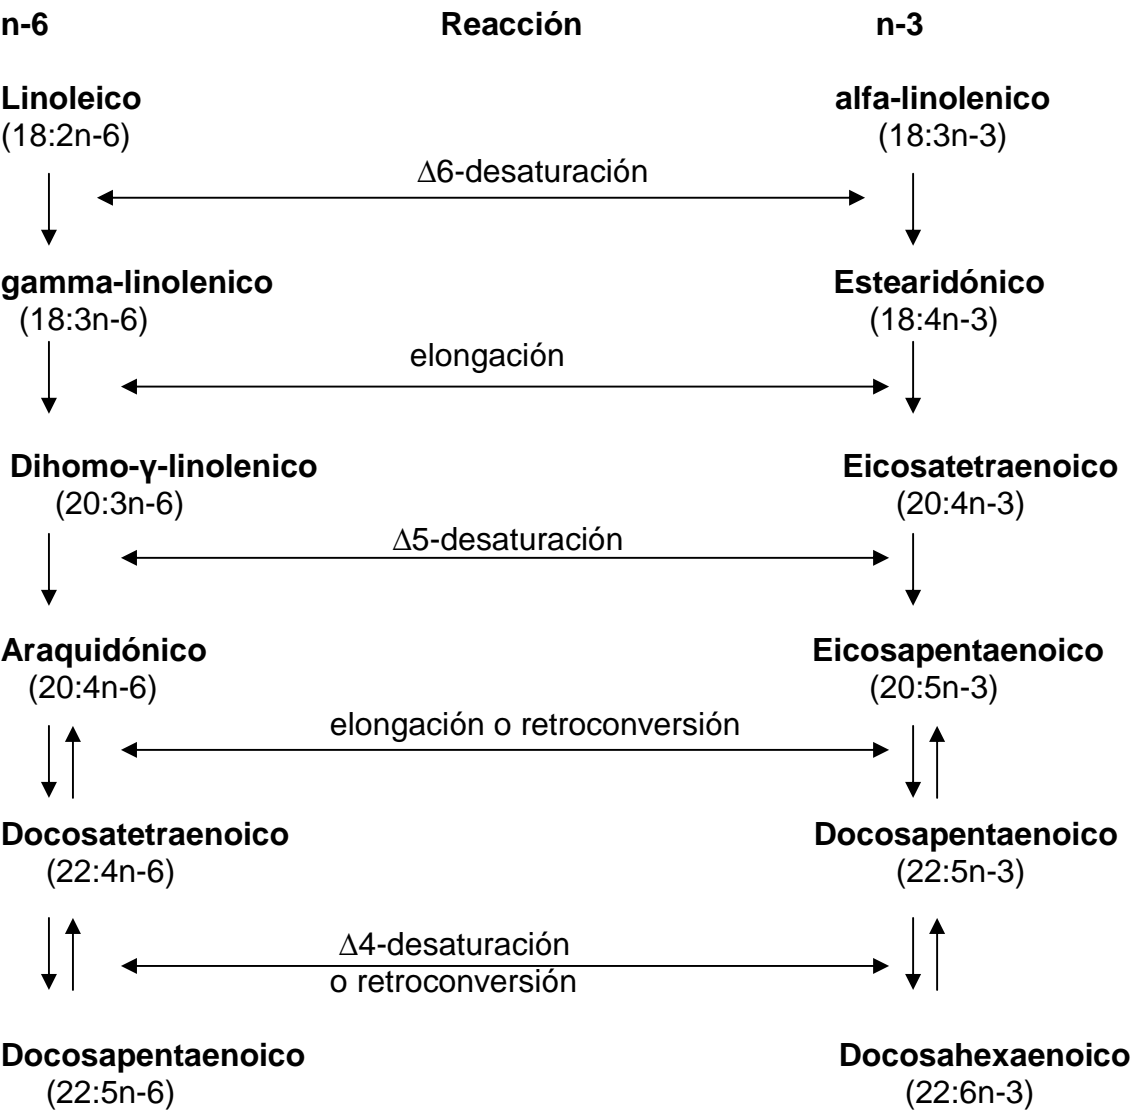 n-6 Reacción n-3
Linoleico alfa-linolenico
(18:2n-6) (18:3n-3)
∆6-desaturación
gamma-linolenico Estearidónico
(18:3n-6) (18:4n-3)
elongación
Dihomo-γ-linolenico Eicosatetraenoico
(20:3n-6) (20:4n-3)
∆5-desaturación
Araquidónico Eicosapentaenoico
(20:4n-6) (20:5n-3)
elongación o retroconversión
Docosatetraenoico Docosapentaenoico
(22:4n-6) (22:5n-3)
∆4-desaturación
o retroconversión
Docosapentaenoico Docosahexaenoico
(22:5n-6) (22:6n-3)